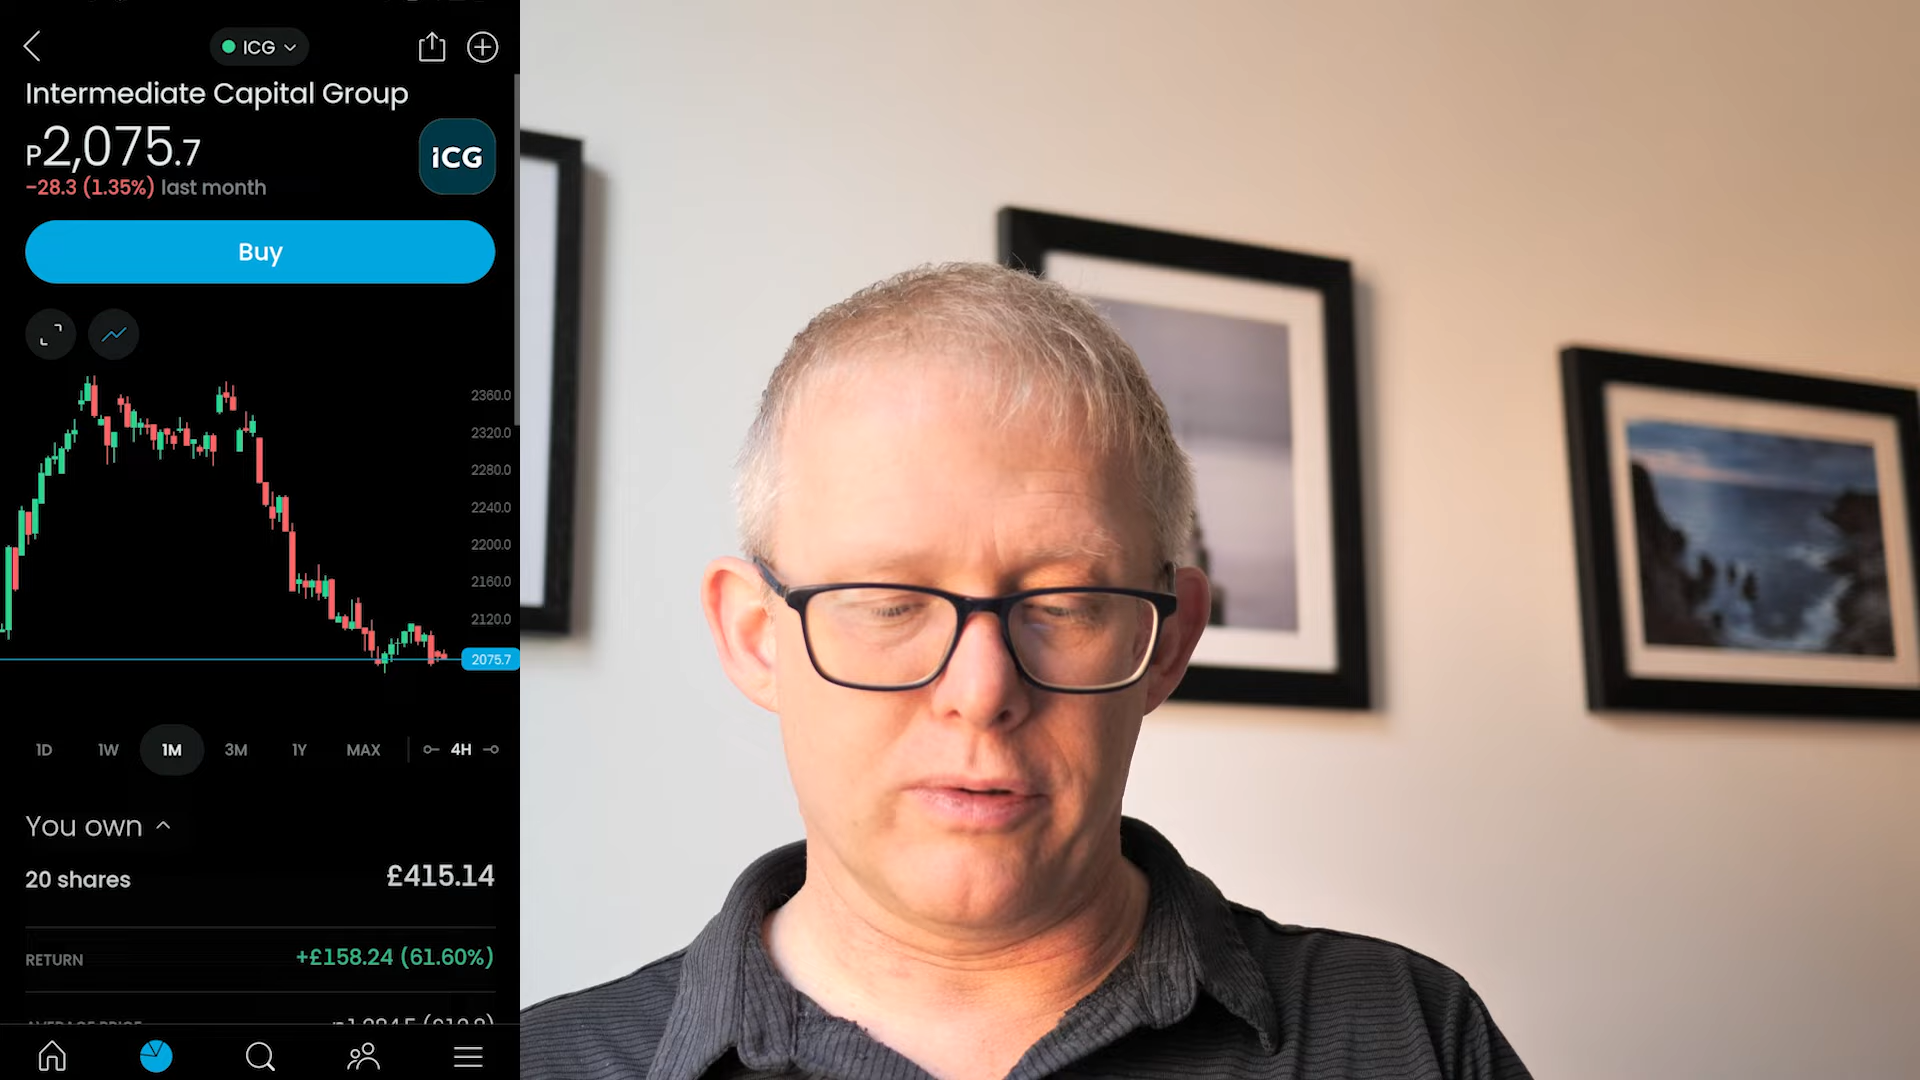 ICG
Intermediate Capital Group
P2,075.7
ICG
-28.3 (1.35%) last month
Buy
2360.0
2320.0
2280.0
2240.0
2200.0
2160.0
2120.0
2075.7
1D 1W 1M 3M 1Y MAX 4H
You own
20 shares £415.14
RETURN +£158.24 (61.60%)